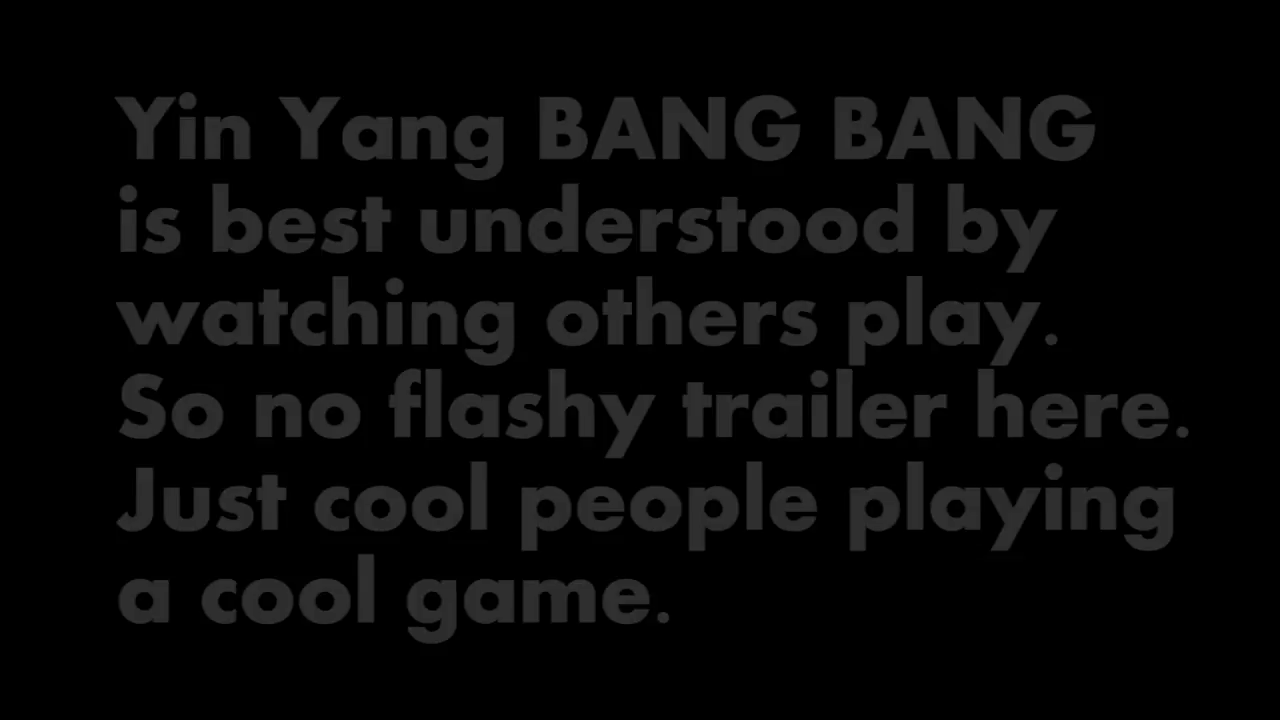 Yin Yang BANG BANG
is best understood by
watching others play.
So no flashy trailer here.
Just cool people playing
a cool game.